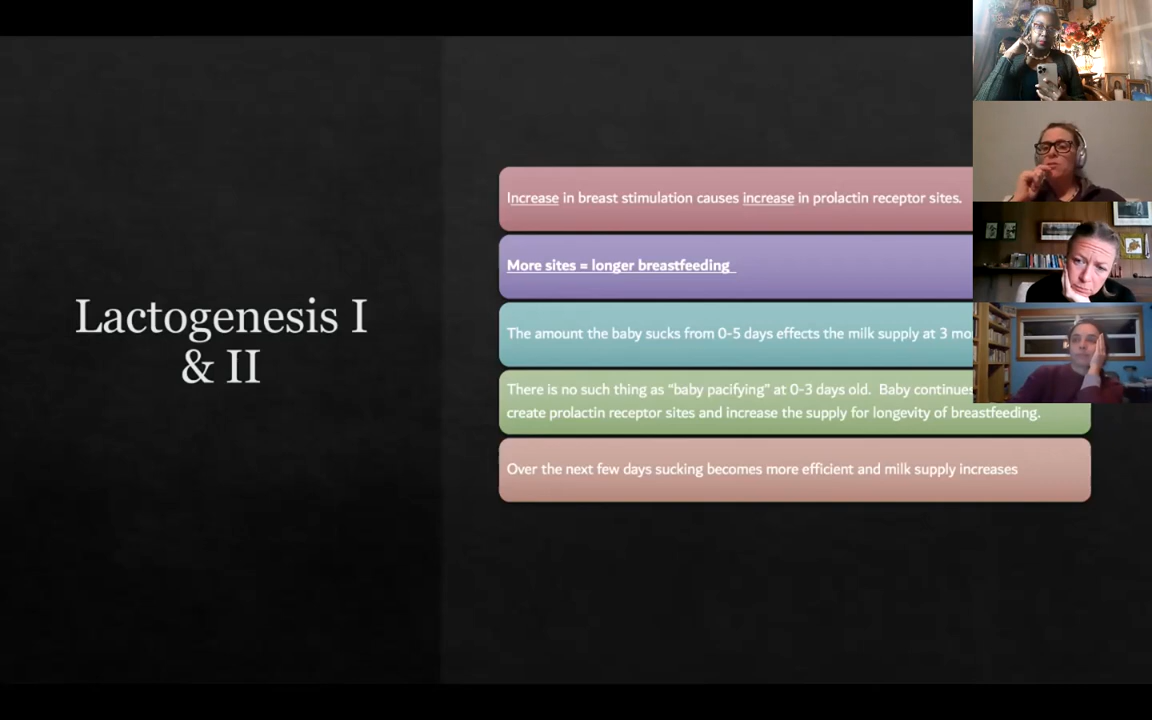 Lactogenesis I
& II
Increase in breast stimulation causes increase in prolactin receptor sites.
More sites = longer breastfeeding
The amount the baby sucks from 0-5 days effects the milk supply at 3 mo
There is no such thing as “baby pacifying” at 0-3 days old. Baby continues
create prolactin receptor sites and increase the supply for longevity of breastfeeding.
Over the next few days sucking becomes more efficient and milk supply increases